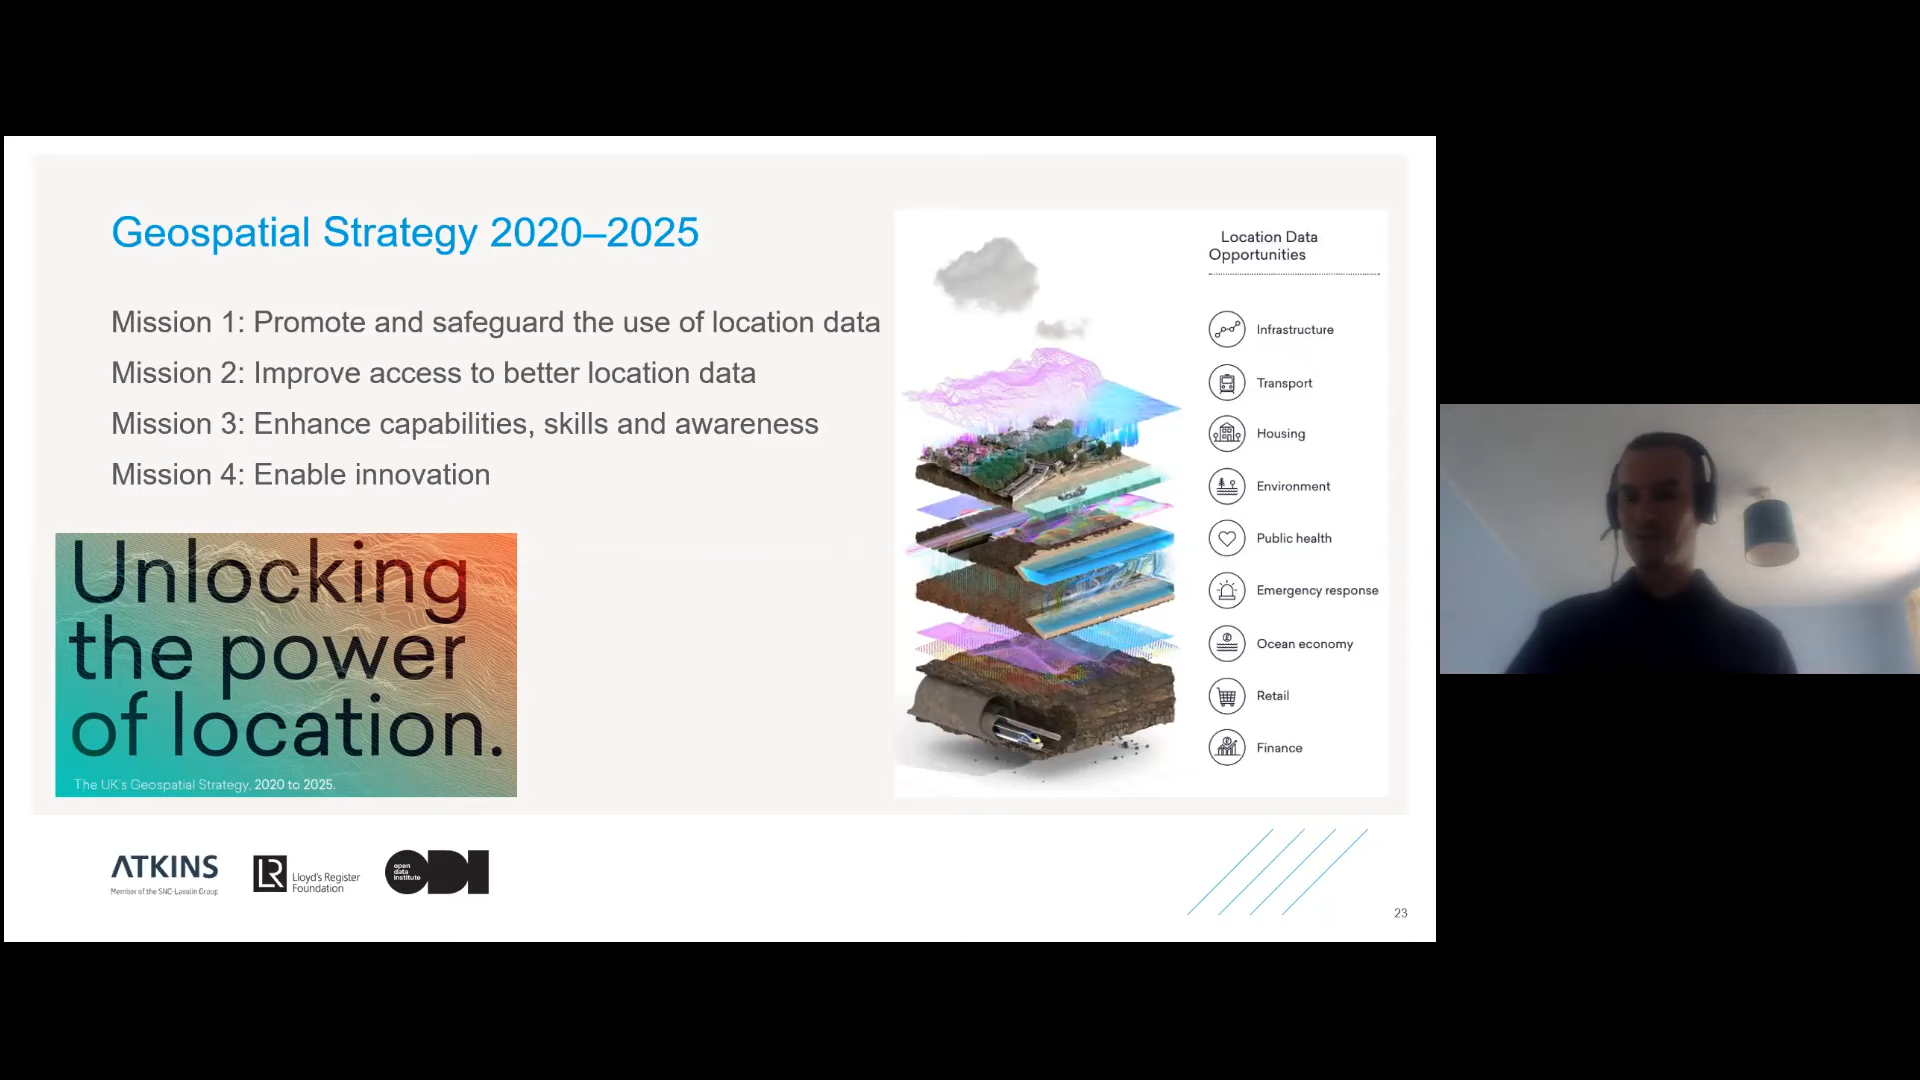 Geospatial Strategy 2020–2025
Mission 1: Promote and safeguard the use of location data
Mission 2: Improve access to better location data
Mission 3: Enhance capabilities, skills and awareness
Mission 4: Enable innovation
Unlocking
the power
of location.
The UK's Geospatial Strategy, 2020 to 2025.
Location Data
Opportunities
Infrastructure
Transport
Housing
Environment
Public health
Emergency response
Ocean economy
Retail
Finance
ATKINS
Member of the SNC-Lavalin Group
LR
Lloyd's Register
Foundation
open
data
institute
ODI
23